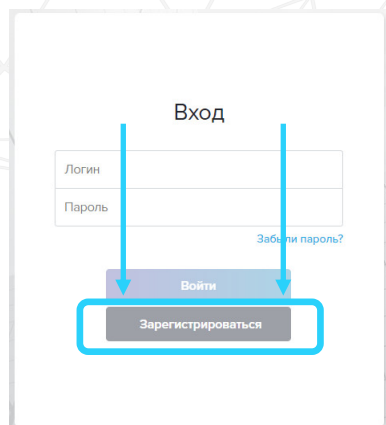 Вход
Логин
Пароль
Забыли пароль?
Войти
Зарегистрироваться